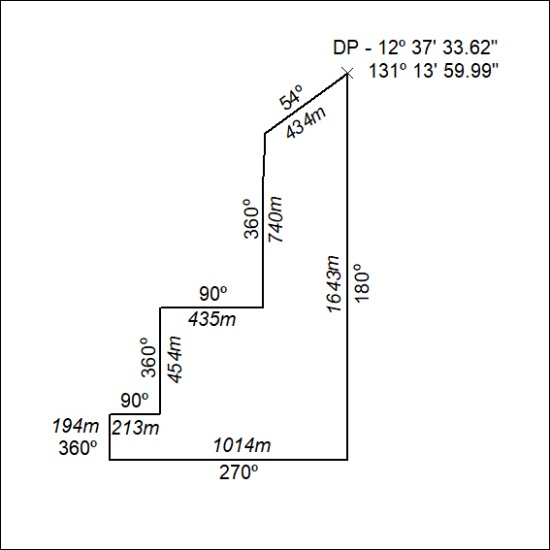 DP - 12º 37' 33.62"
131º 13' 59.99"
54º
434m
360º
740m
1643m
180º
90º
435m
360º
454m
90º
194m
213m
360º
1014m
270º